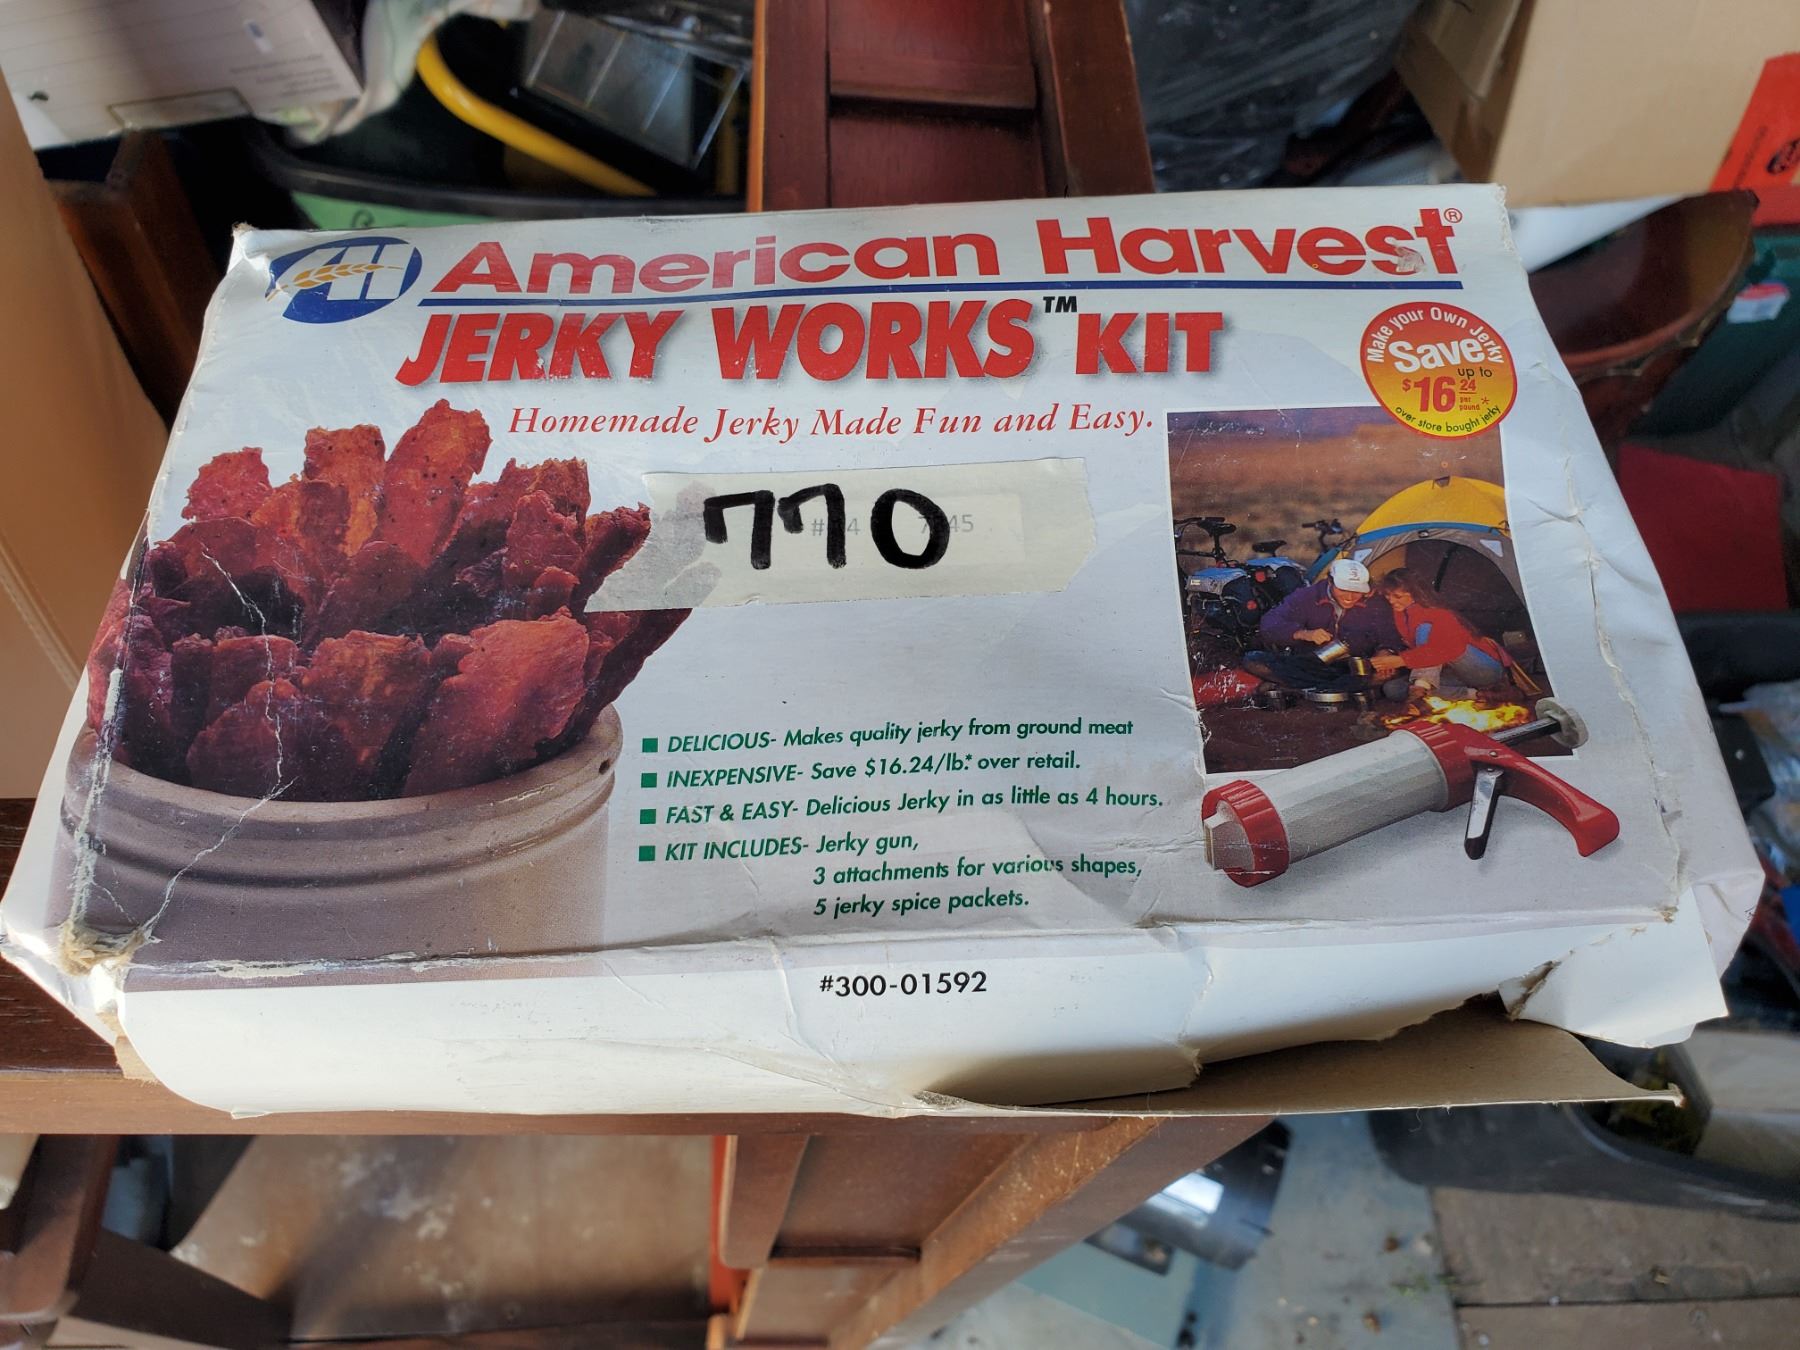 American Harvest®
JERKY WORKS™ KIT
Homemade Jerky Made Fun and Easy.
Make your Own Jerky
Save
up to
$16 24 per pound*
over store bought jerky
770
■ DELICIOUS- Makes quality jerky from ground meat
■ INEXPENSIVE- Save $16.24/lb.* over retail.
■ FAST & EASY- Delicious Jerky in as little as 4 hours.
■ KIT INCLUDES- Jerky gun,
3 attachments for various shapes,
5 jerky spice packets.
#300-01592